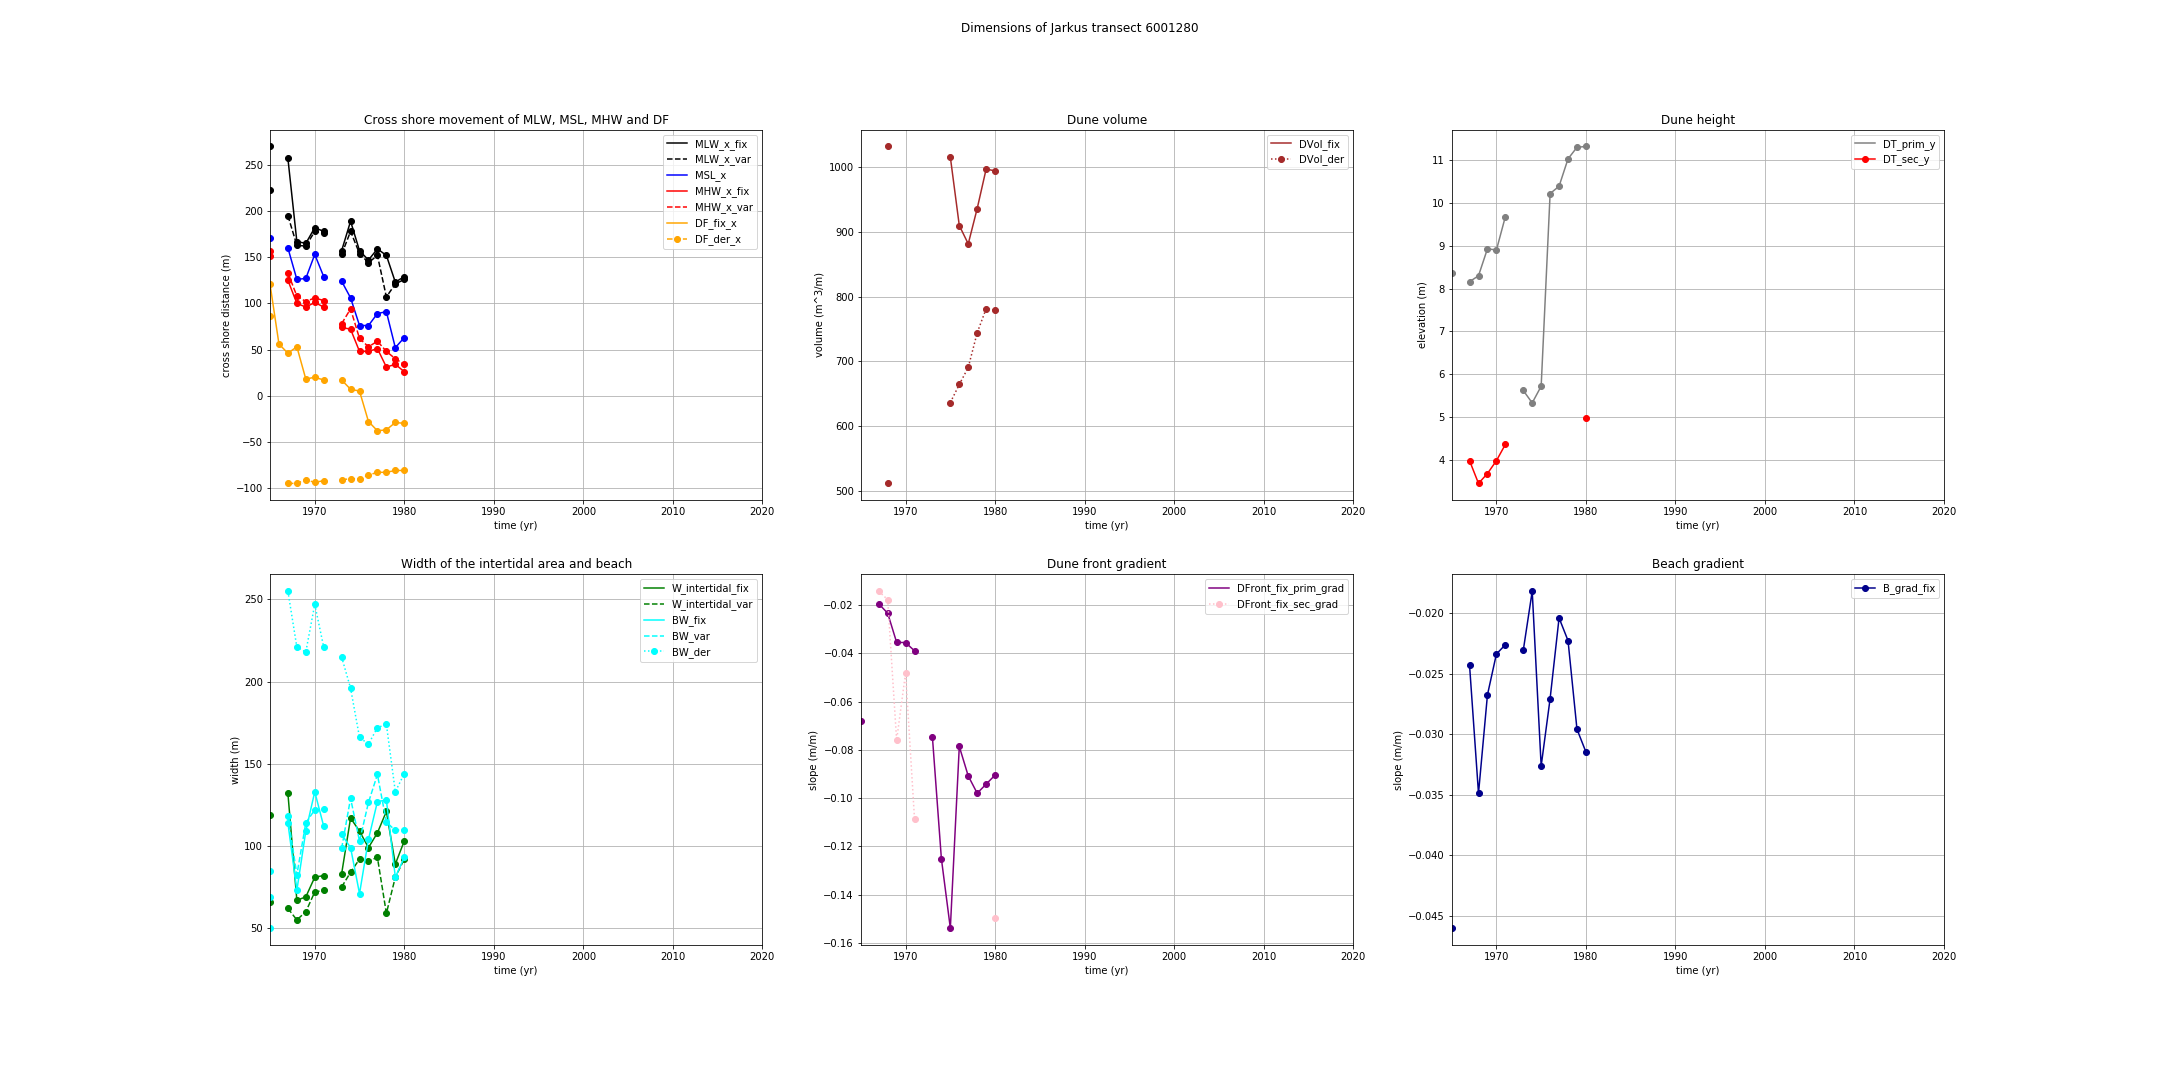 Dimensions of Jarkus transect 6001280
Cross shore movement of MLW, MSL, MHW and DF
cross shore distance (m)
250
200
150
100
50
0
−50
−100
1970
1980
1990
2000
2010
2020
time (yr)
MLW_x_fix
MLW_x_var
MSL_x
MHW_x_fix
MHW_x_var
DF_fix_x
DF_der_x
Dune volume
volume (m^3/m)
1000
900
800
700
600
500
1970
1980
1990
2000
2010
2020
time (yr)
DVol_fix
DVol_der
Dune height
elevation (m)
11
10
9
8
7
6
5
4
1970
1980
1990
2000
2010
2020
time (yr)
DT_prim_y
DT_sec_y
Width of the intertidal area and beach
width (m)
250
200
150
100
50
1970
1980
1990
2000
2010
2020
time (yr)
W_intertidal_fix
W_intertidal_var
BW_fix
BW_var
BW_der
Dune front gradient
slope (m/m)
−0.02
−0.04
−0.06
−0.08
−0.10
−0.12
−0.14
−0.16
1970
1980
1990
2000
2010
2020
time (yr)
DFront_fix_prim_grad
DFront_fix_sec_grad
Beach gradient
slope (m/m)
−0.020
−0.025
−0.030
−0.035
−0.040
−0.045
1970
1980
1990
2000
2010
2020
time (yr)
B_grad_fix